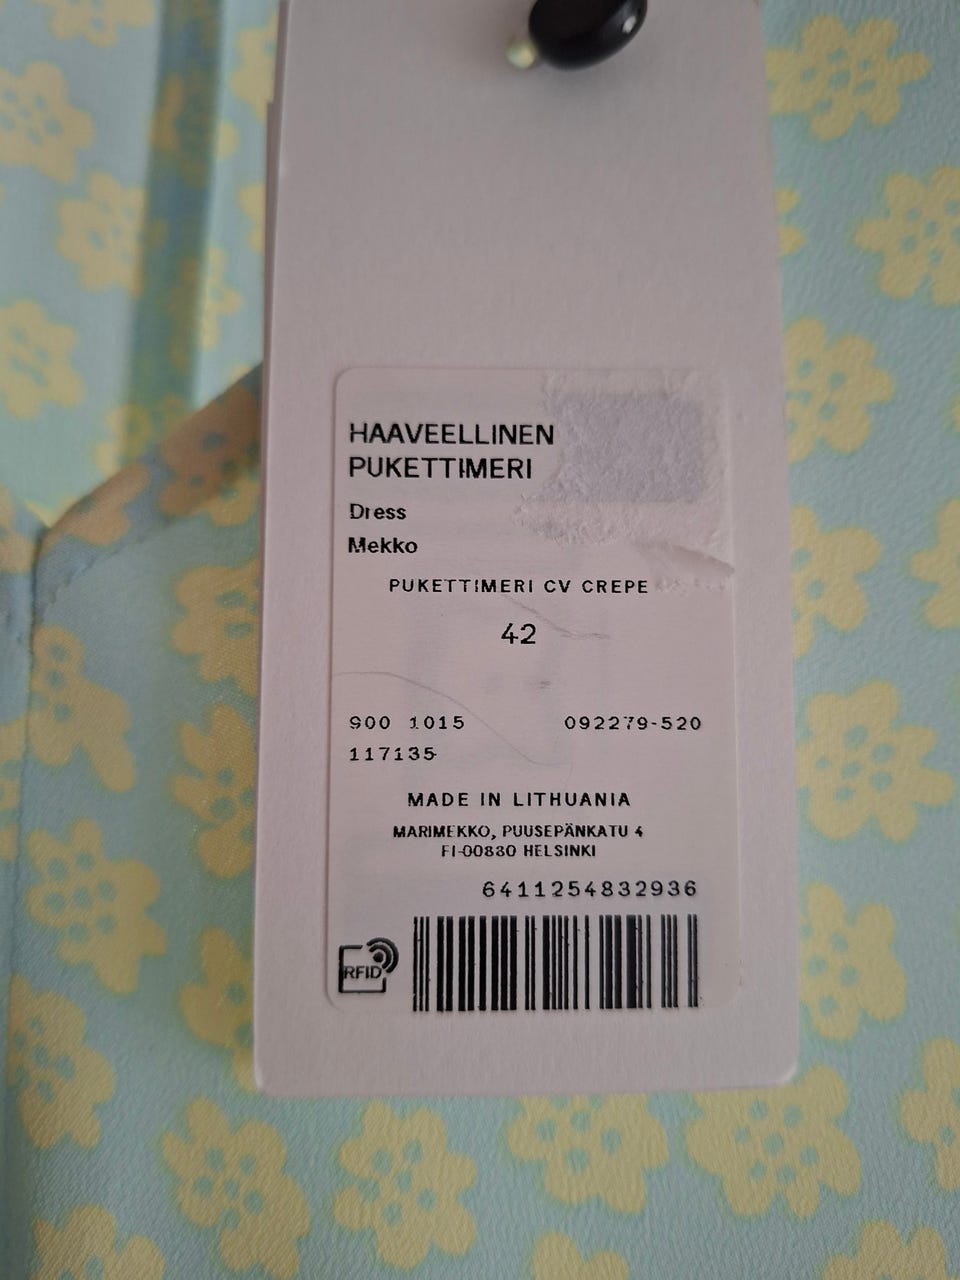 HAAVEELLINEN
PUKETTIMERI
Dress
Mekko
PUKETTIMERI CV CREPE
42
900 1015 092279-520
117135
MADE IN LITHUANIA
MARIMEKKO, PUUSEPÄNKATU 4
FI-00880 HELSINKI
6411254832936
RFID